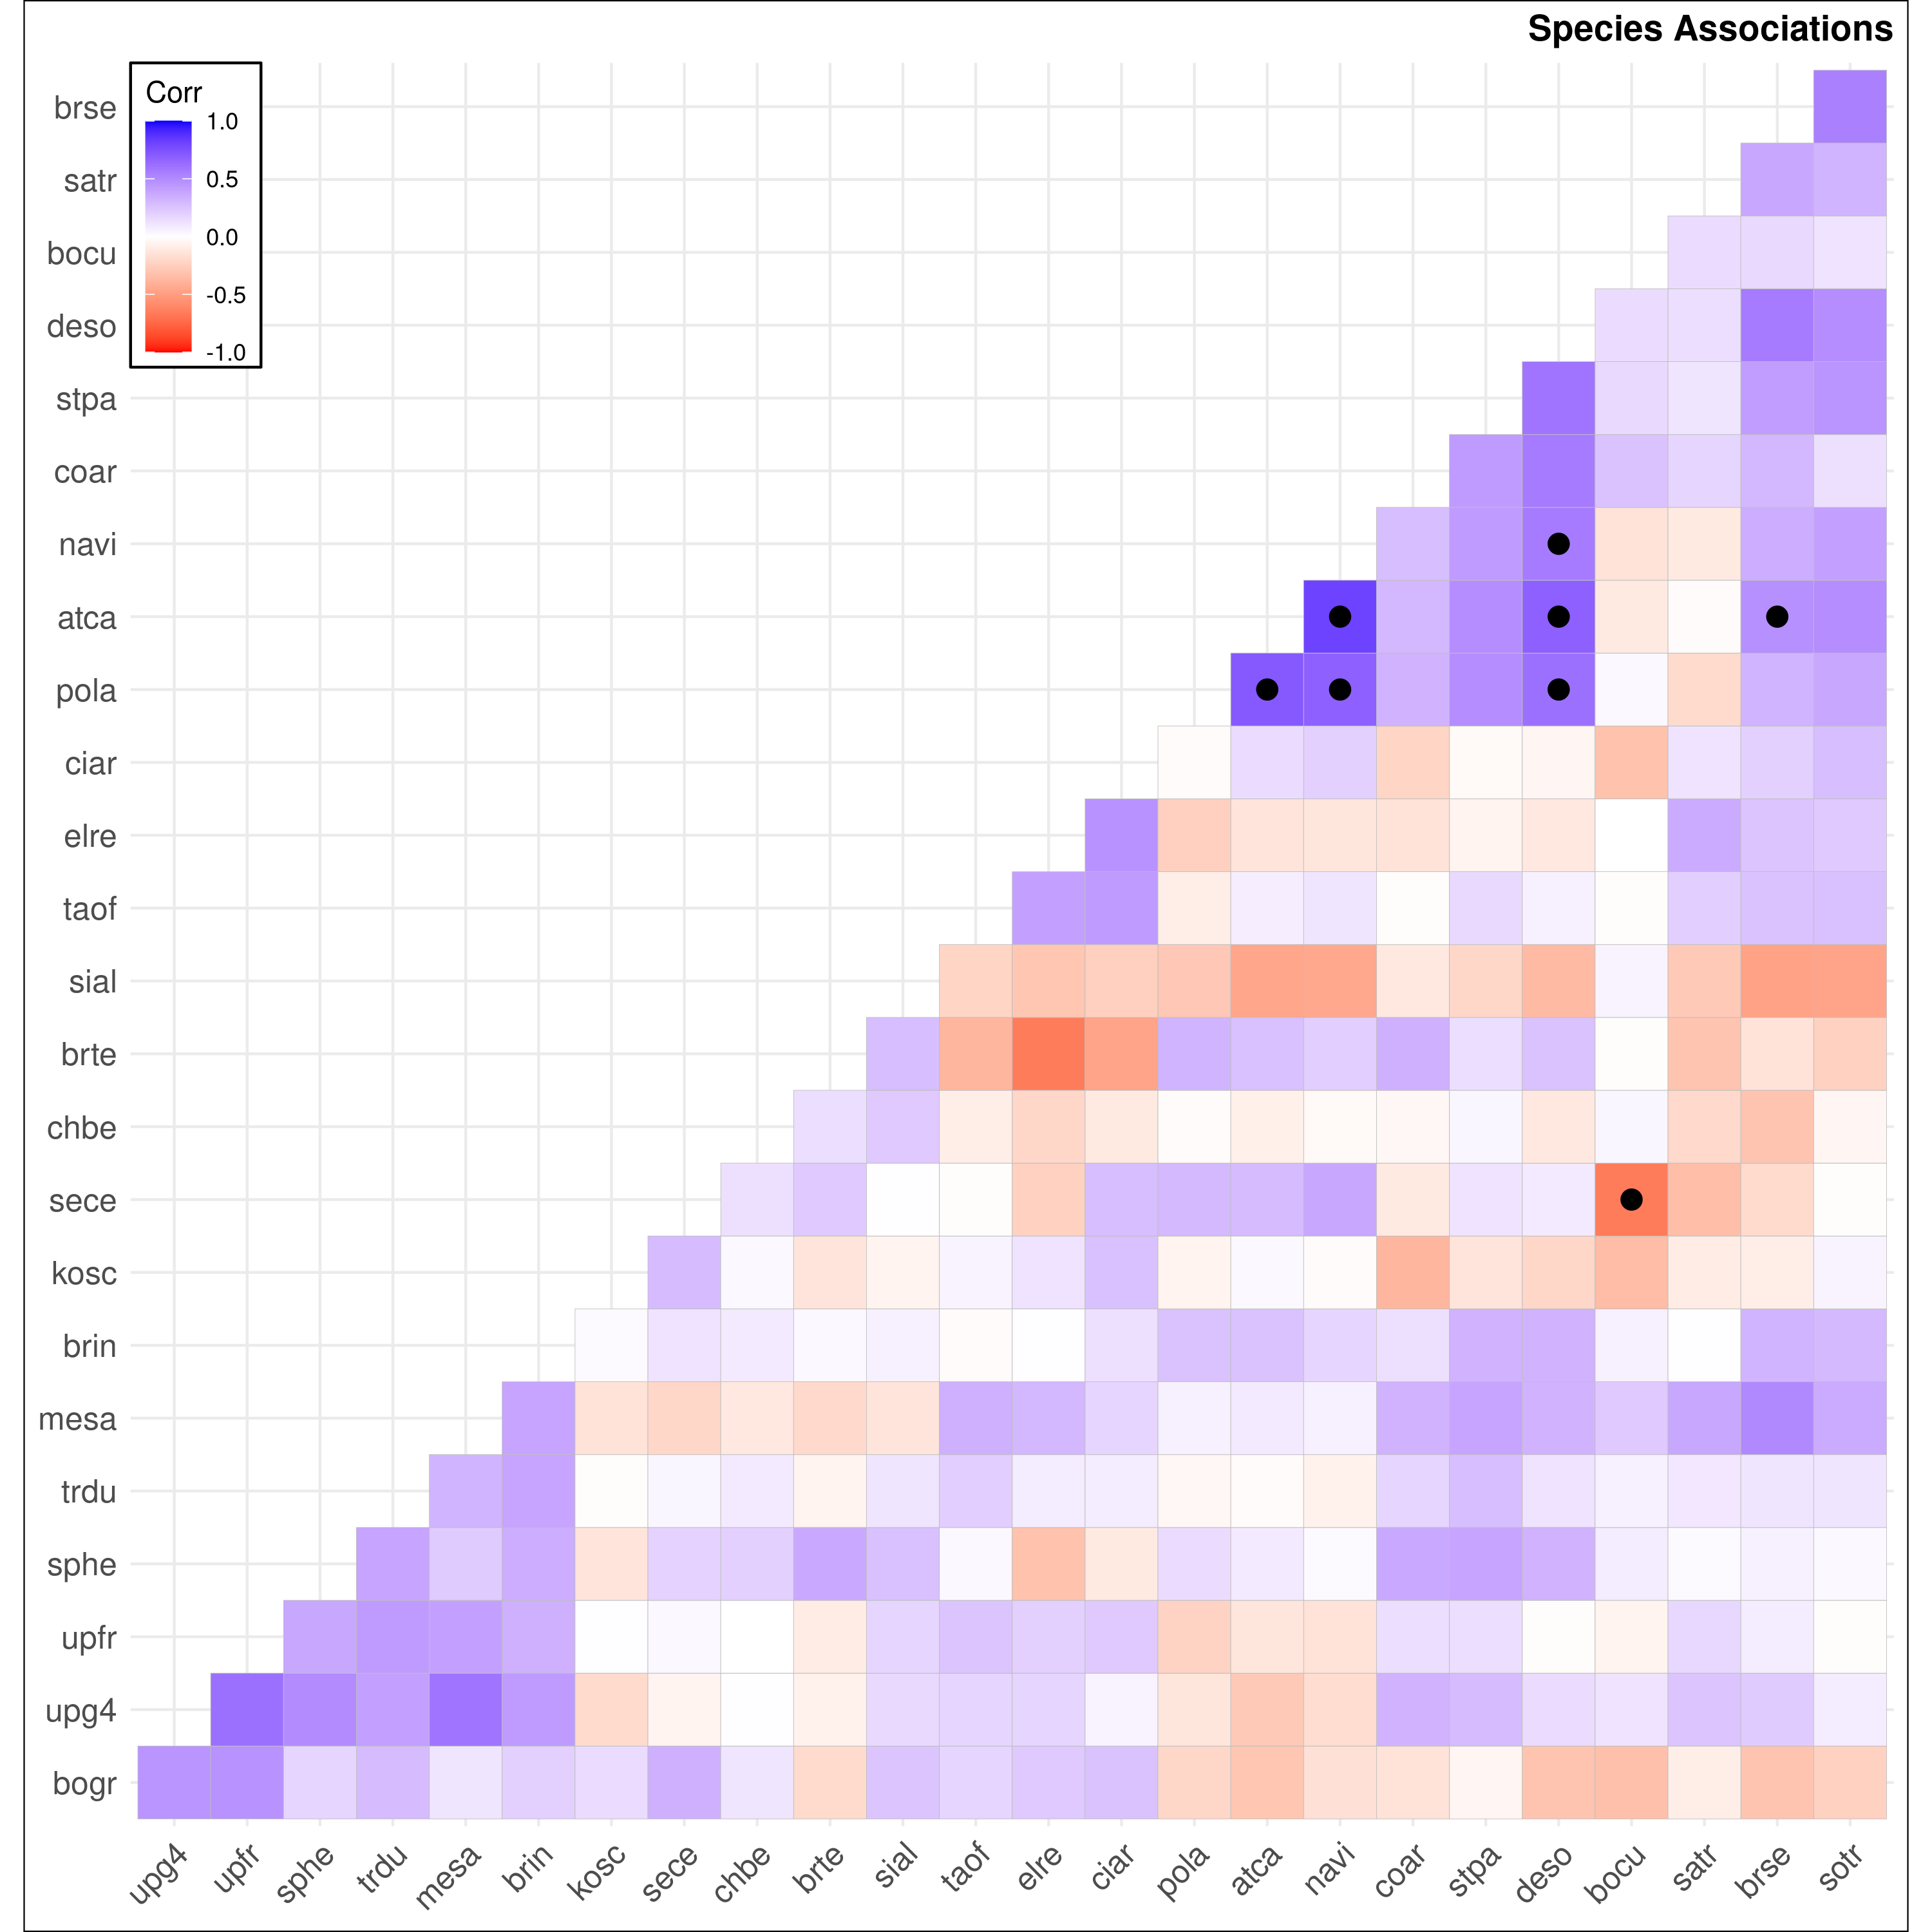 Species Associations
Corr
1.0
0.5
0.0
-0.5
-1.0
brse
satr
bocu
deso
stpa
coar
navi
atca
pola
ciar
elre
taof
sial
brte
chbe
sece
kosc
brin
mesa
trdu
sphe
upfr
upg4
bogr
upg4 upfr sphe trdu mesa brin kosc sece chbe brte sial taof elre ciar pola atca navi coar stpa deso bocu satr brse sotr